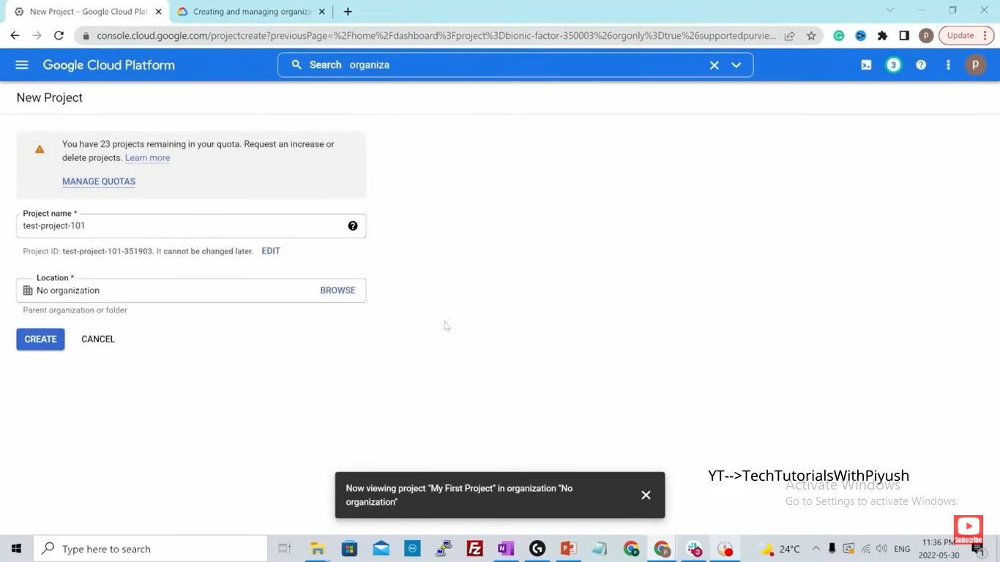 New Project – Google Cloud Plat
Creating and managing organiza
console.cloud.google.com/projectcreate?previousPage=%2Fhome%2Fdashboard%3Fproject%3Dbionic-factor-350003%26orgonly%3Dtrue%26supportedpurvie...
P
Update
Google Cloud Platform
Search organiza
3
P
New Project
You have 23 projects remaining in your quota. Request an increase or
delete projects. Learn more
MANAGE QUOTAS
Project name *
test-project-101
Project ID: test-project-101-351903. It cannot be changed later. EDIT
Location *
No organization
BROWSE
Parent organization or folder
CREATE
CANCEL
Now viewing project "My First Project" in organization "No
organization"
YT-->TechTutorialsWithPiyush
Activate Windows
Go to Settings to activate Windows.
Subscribe
Type here to search
24°C
ENG
11:36 PM
2022-05-30